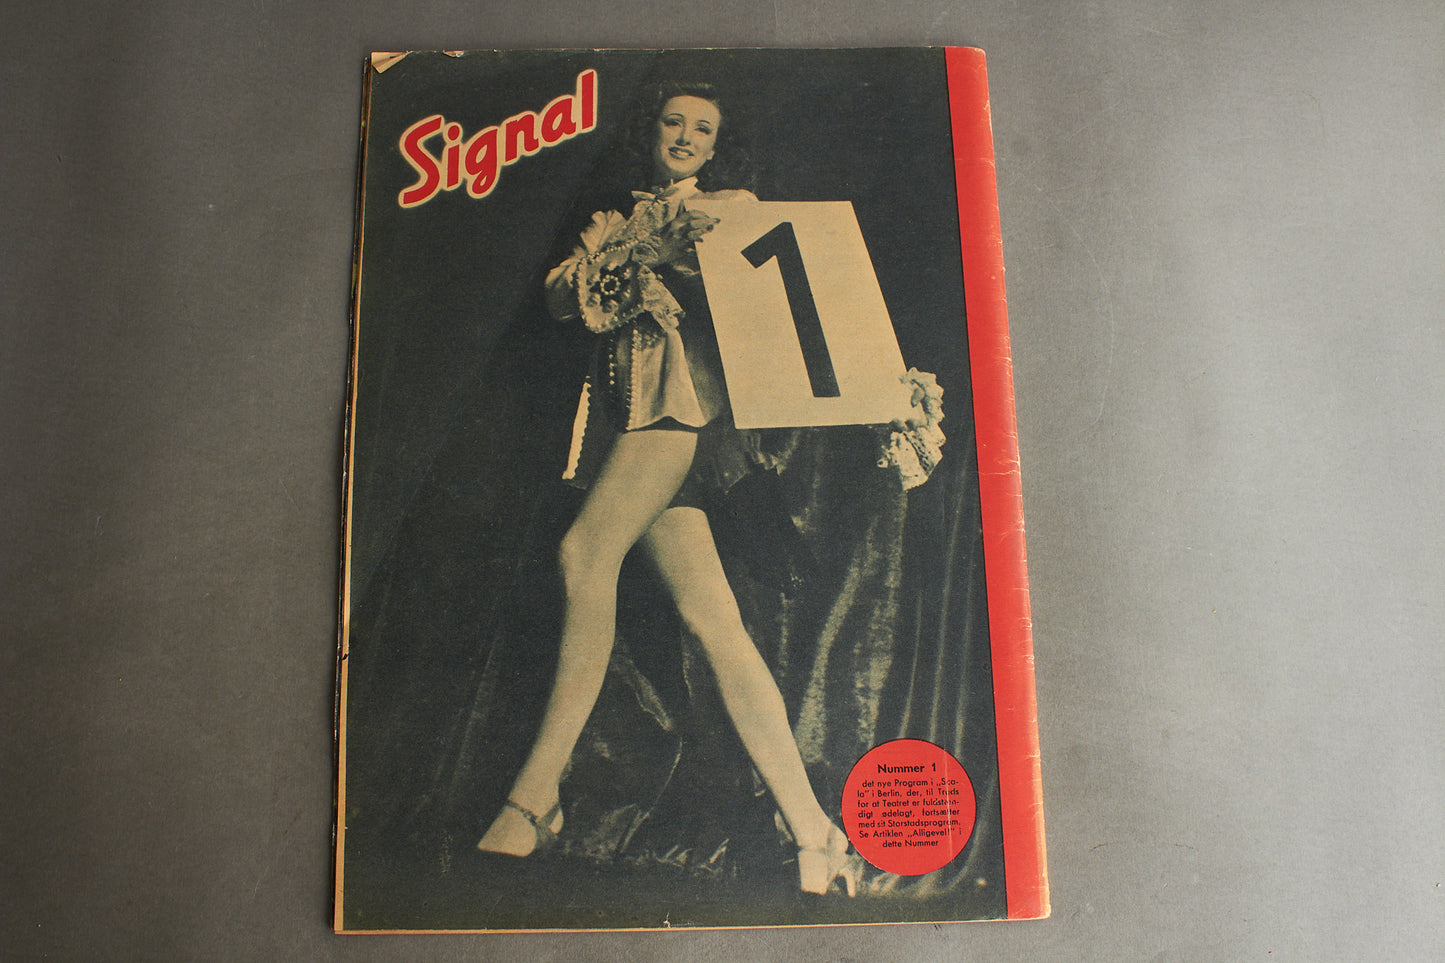 Signal
1
Nummer 1
det nye Program i „Sca-
la” i Berlin, der, til Trods
for at Teatret er fuldstæn-
digt ødelagt, fortsætter
med sit Storstadsprogram.
Se Artiklen „Alligevel!” i
dette Nummer